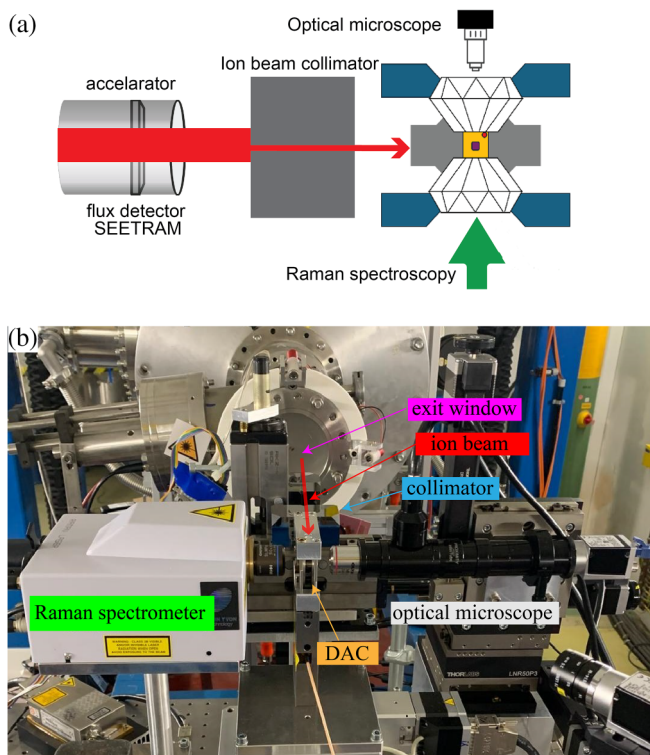 (a)
Optical microscope
Ion beam collimator
accelarator
flux detector
SEETRAM
Raman spectroscopy
(b)
exit window
ion beam
collimator
Raman spectrometer
optical microscope
DAC
THORLABS
LNR50P3